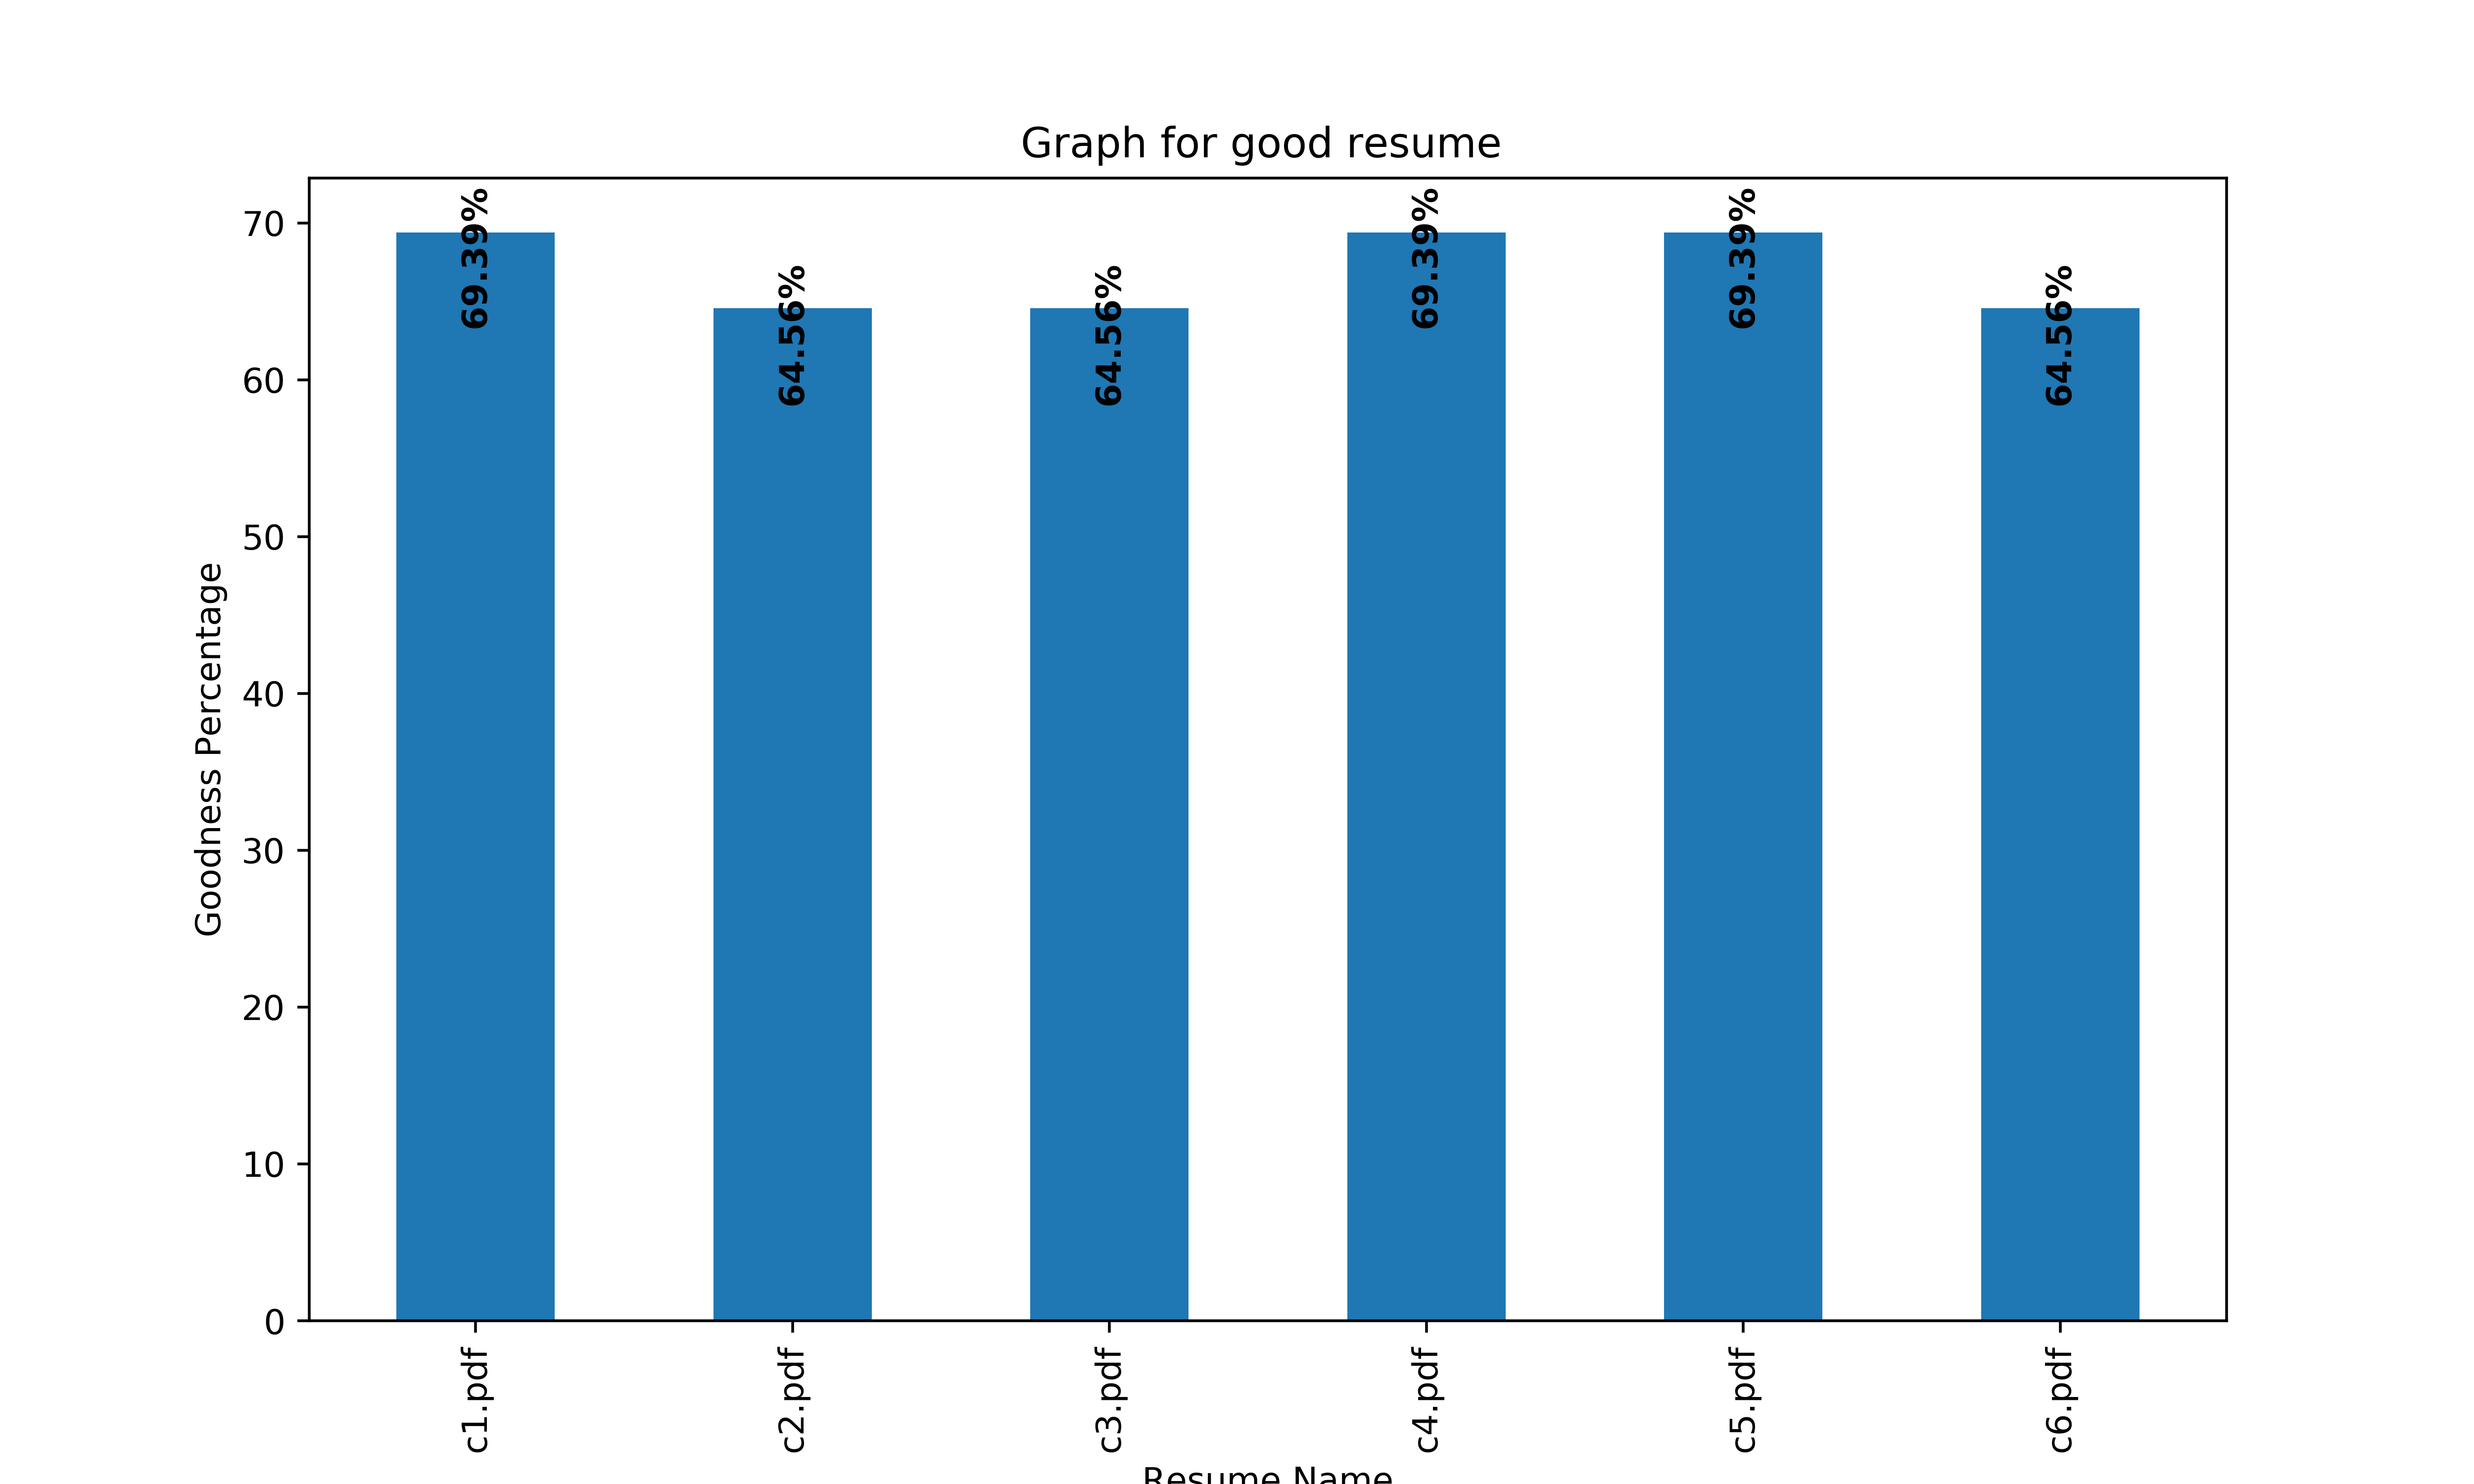 Graph for good resume
Goodness Percentage
70
60
50
40
30
20
10
0
69.39%
64.56%
64.56%
69.39%
69.39%
64.56%
c1.pdf
c2.pdf
c3.pdf
c4.pdf
c5.pdf
c6.pdf
Resume Name